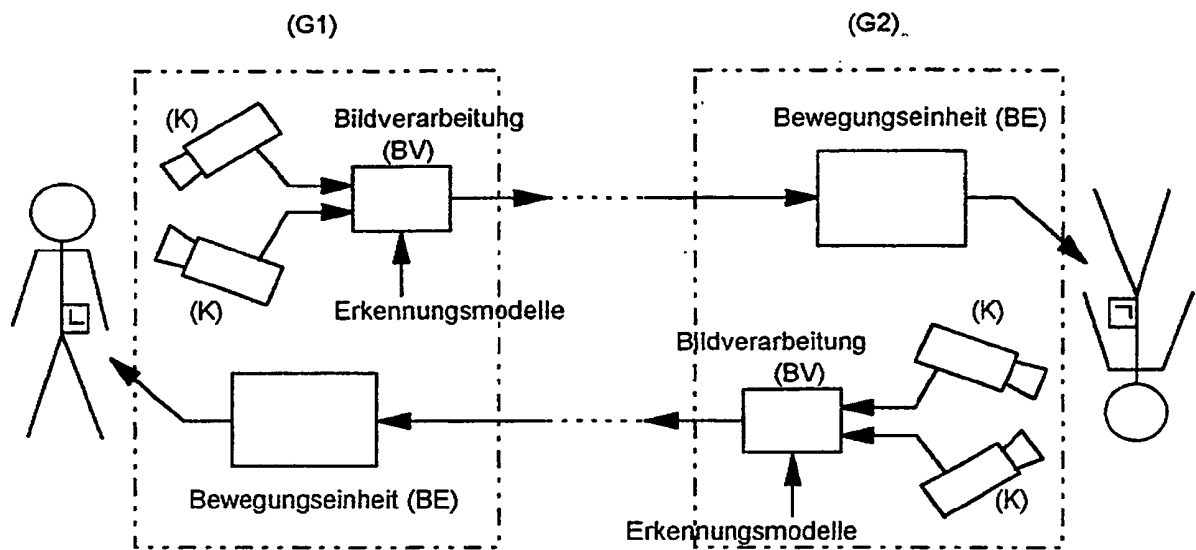 (G1)
(G2)
(K)
Bildverarbeitung
(BV)
(K)
Erkennungsmodelle
Bewegungseinheit (BE)
L
Bewegungseinheit (BE)
L
Bildverarbeitung
(BV)
(K)
(K)
Erkennungsmodelle